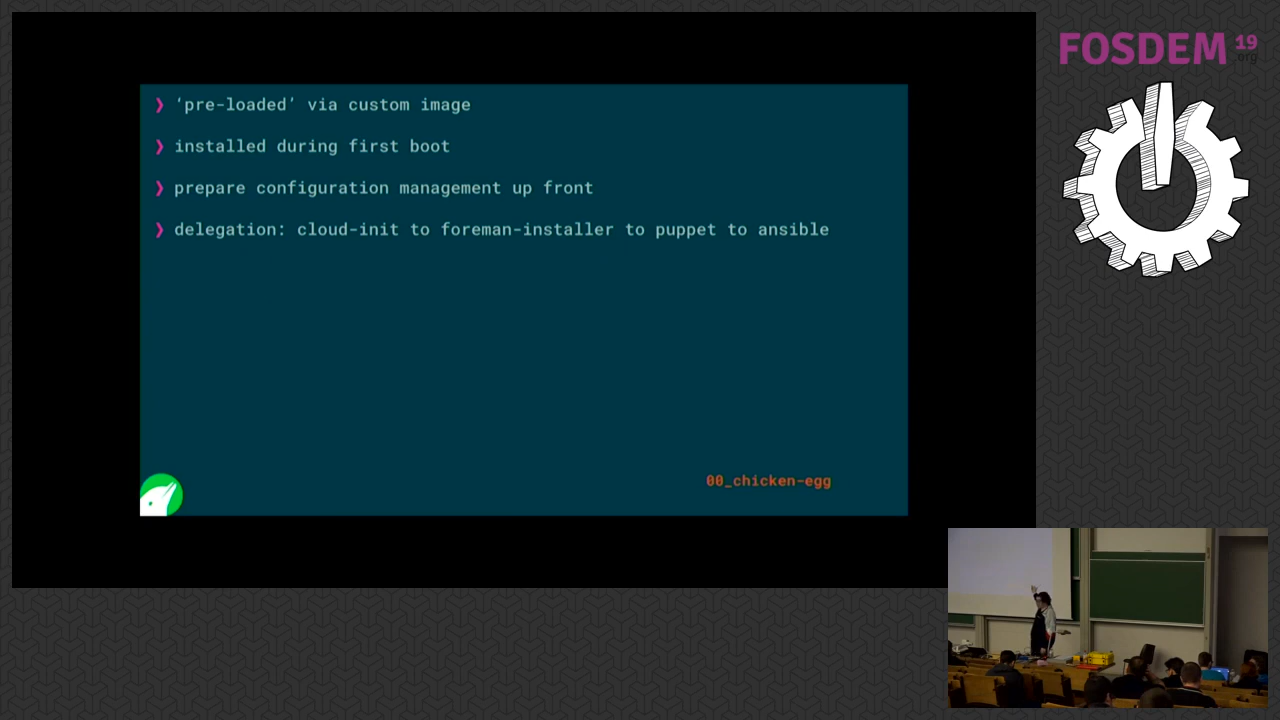 ❯ ‘pre-loaded’ via custom image
❯ installed during first boot
❯ prepare configuration management up front
❯ delegation: cloud-init to foreman-installer to puppet to ansible
00_chicken-egg
FOSDEM 19
.org